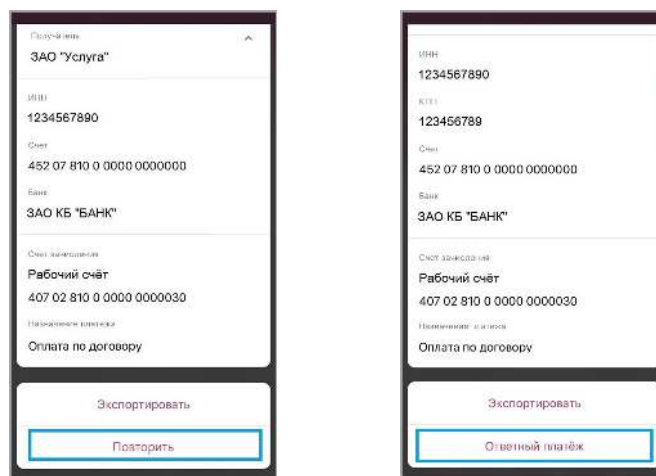 Получатель
ЗАО "Услуга"
ИНН
1234567890
Счет
452 07 810 0 0000 0000000
Банк
ЗАО КБ "БАНК"
Счет зачисления
Рабочий счёт
407 02 810 0 0000 0000030
Назначение платежа
Оплата по договору
Экспортировать
Повторить
ИНН
1234567890
КПП
123456789
Счет
452 07 810 0 0000 0000000
Банк
ЗАО КБ "БАНК"
Счет зачисления
Рабочий счёт
407 02 810 0 0000 0000030
Назначение платежа
Оплата по договору
Экспортировать
Ответный платёж